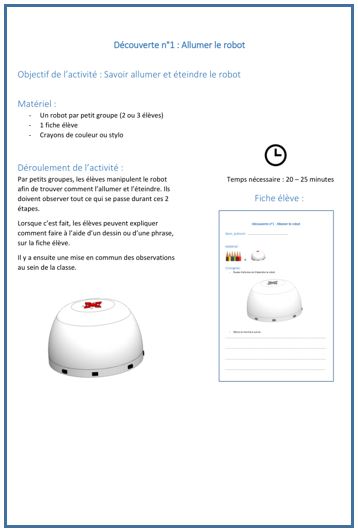 Découverte n°1 : Allumer le robot
Objectif de l'activité : Savoir allumer et éteindre le robot
Matériel :
- Un robot par petit groupe (2 ou 3 élèves)
- 1 fiche élève
- Crayons de couleur ou stylo
Déroulement de l'activité :
Par petits groupes, les élèves manipulent le robot
afin de trouver comment l'allumer et l'éteindre. Ils
doivent observer tout ce qui se passe durant ces 2
étapes.
Lorsque c'est fait, les élèves peuvent expliquer
comment faire à l'aide d'un dessin ou d'une phrase,
sur la fiche élève.
Il y a ensuite une mise en commun des observations
au sein de la classe.
Temps nécessaire : 20 – 25 minutes
Fiche élève :
Découverte n°1 : Allumer le robot
Matériel :